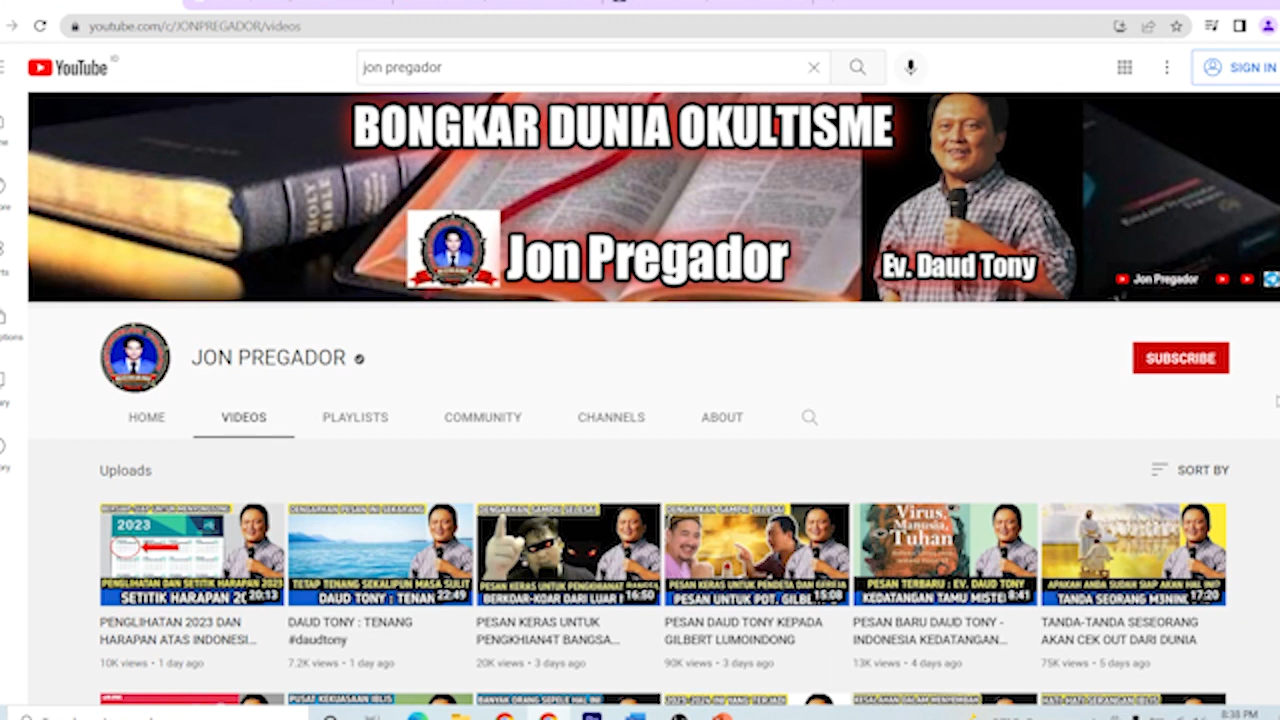 youtube.com/c/JONPREGADOR/videos
YouTube
jon pregador
SIGN IN
BONGKAR DUNIA OKULTISME
HOLY BIBLE
Jon Pregador
Ev. Daud Tony
Jon Pregador
JON PREGADOR
SUBSCRIBE
HOME VIDEOS PLAYLISTS COMMUNITY CHANNELS ABOUT
Uploads
SORT BY
2023
PENGLIHATAN DAN SETITIK HARAPAN 2023
SETITIK HARAPAN 20
20:13
DENGARKAN PESAN INI SEKARANG
TETAP TENANG SEKALIPUN MASA SULIT
DAUD TONY : TENAN
22:49
DENGARKAN SAMPAI SELESAI
PESAN KERAS UNTUK PENGKHIANAT BANGSA
BERKOAR-KOAR DARI LUAR
16:50
DENGARKAN SAMPAI SELESAI
PESAN KERAS UNTUK PENDETA DAN GEREJA
PESAN UNTUK PDT. GILBE
15:08
Virus, Manusia, Tuhan
PESAN TERBARU : EV. DAUD TONY
KEDATANGAN TAMU MISTE
8:41
APAKAH ANDA SUDAH SIAP AKAN HAL INI?
TANDA SEORANG M3NIN
17:20
PENGLIHATAN 2023 DAN
HARAPAN ATAS INDONESI...
10K views • 1 day ago
DAUD TONY : TENANG
#daudtony
7.2K views • 1 day ago
PESAN KERAS UNTUK
PENGKHIAN4T BANGSA...
20K views • 3 days ago
PESAN DAUD TONY KEPADA
GILBERT LUMOINDONG
90K views • 3 days ago
PESAN BARU DAUD TONY -
INDONESIA KEDATANGAN...
13K views • 4 days ago
TANDA-TANDA SESEORANG
AKAN CEK OUT DARI DUNIA
75K views • 5 days ago
PUSAT KEKUASAAN IBLIS
BANYAK ORANG SEPELE HAL INI
8:38 PM